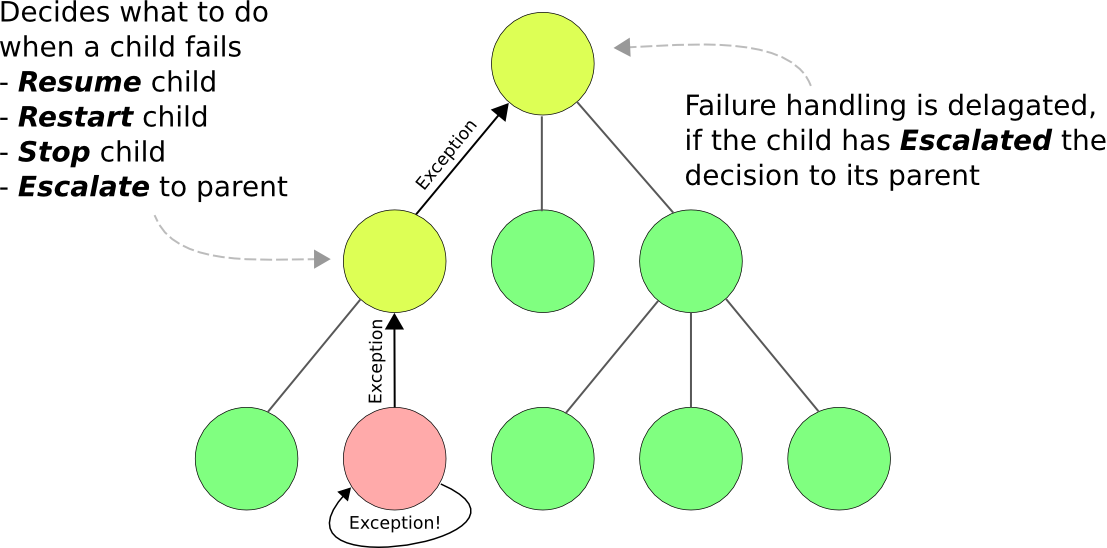 Decides what to do
when a child fails
- Resume child
- Restart child
- Stop child
- Escalate to parent
Failure handling is delagated,
if the child has Escalated the
decision to its parent
Exception
Exception
Exception!